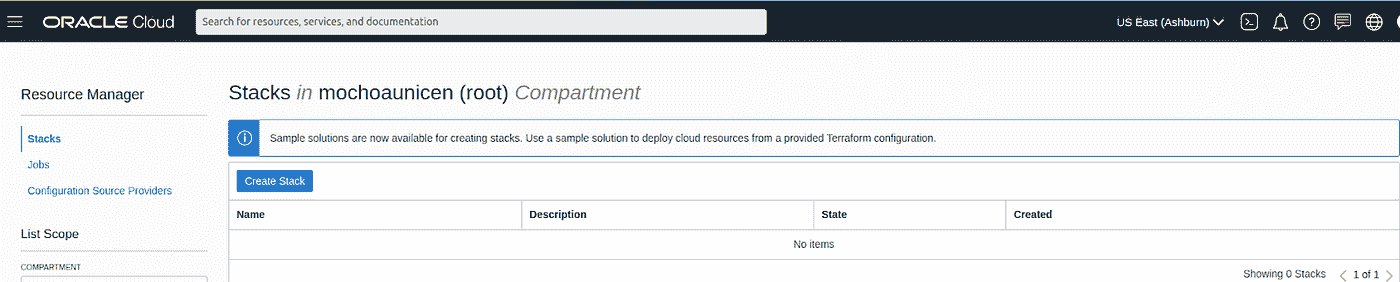 ORACLE Cloud
Search for resources, services, and documentation
US East (Ashburn)
Resource Manager
Stacks
Jobs
Configuration Source Providers
List Scope
COMPARTMENT
Stacks in mochoaunicen (root) Compartment
Sample solutions are now available for creating stacks. Use a sample solution to deploy cloud resources from a provided Terraform configuration.
Create Stack
Name Description State Created
No items
Showing 0 Stacks 1 of 1